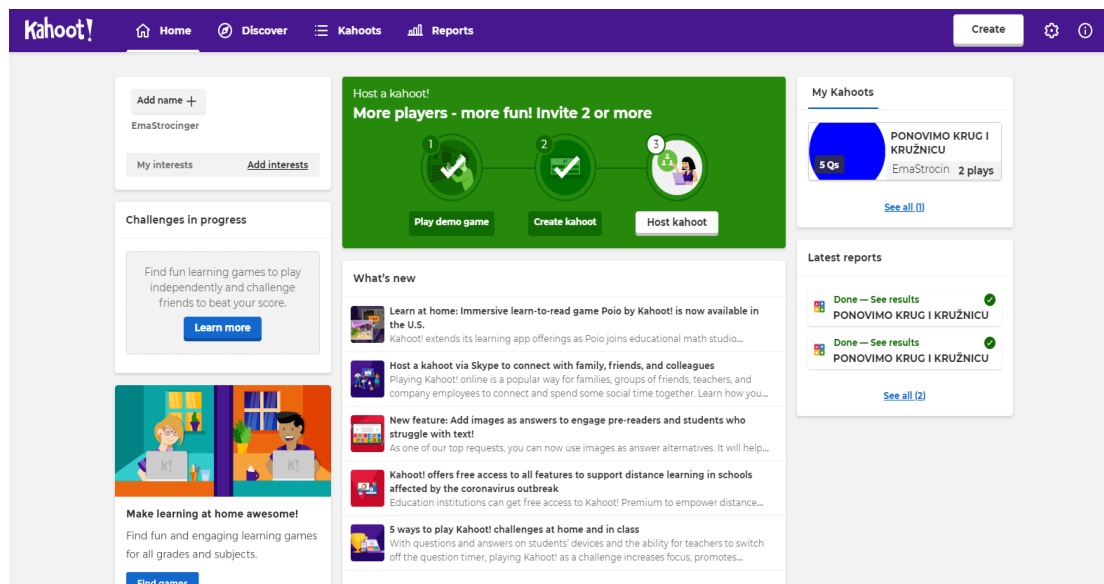 Kahoot!
Home
Discover
Kahoots
Reports
Create
Add name +
EmaStrocinger
My interests
Add interests
Challenges in progress
Find fun learning games to play
independently and challenge
friends to beat your score.
Learn more
K!
K!
Make learning at home awesome!
Find fun and engaging learning games
for all grades and subjects.
Find games
Host a kahoot!
More players - more fun! Invite 2 or more
1
2
3
Play demo game
Create kahoot
Host kahoot
What's new
Learn at home: Immersive learn-to-read game Poio by Kahoot! is now available in
the U.S.
Kahoot! extends its learning app offerings as Poio joins educational math studio...
Host a kahoot via Skype to connect with family, friends, and colleagues
Playing Kahoot! online is a popular way for families, groups of friends, teachers, and
company employees to connect and spend some social time together. Learn how you...
New feature: Add images as answers to engage pre-readers and students who
struggle with text!
As one of our top requests, you can now use images as answer alternatives. It will help...
Kahoot! offers free access to all features to support distance learning in schools
affected by the coronavirus outbreak
Education institutions can get free access to Kahoot! Premium to empower distance...
5 ways to play Kahoot! challenges at home and in class
With questions and answers on students' devices and the ability for teachers to switch
off the question timer, playing Kahoot! as a challenge increases focus, promotes...
My Kahoots
5 Qs
PONOVIMO KRUG I
KRUŽNICU
EmaStrocin
2 plays
See all (1)
Latest reports
Done — See results
PONOVIMO KRUG I KRUŽNICU
Done — See results
PONOVIMO KRUG I KRUŽNICU
See all (2)